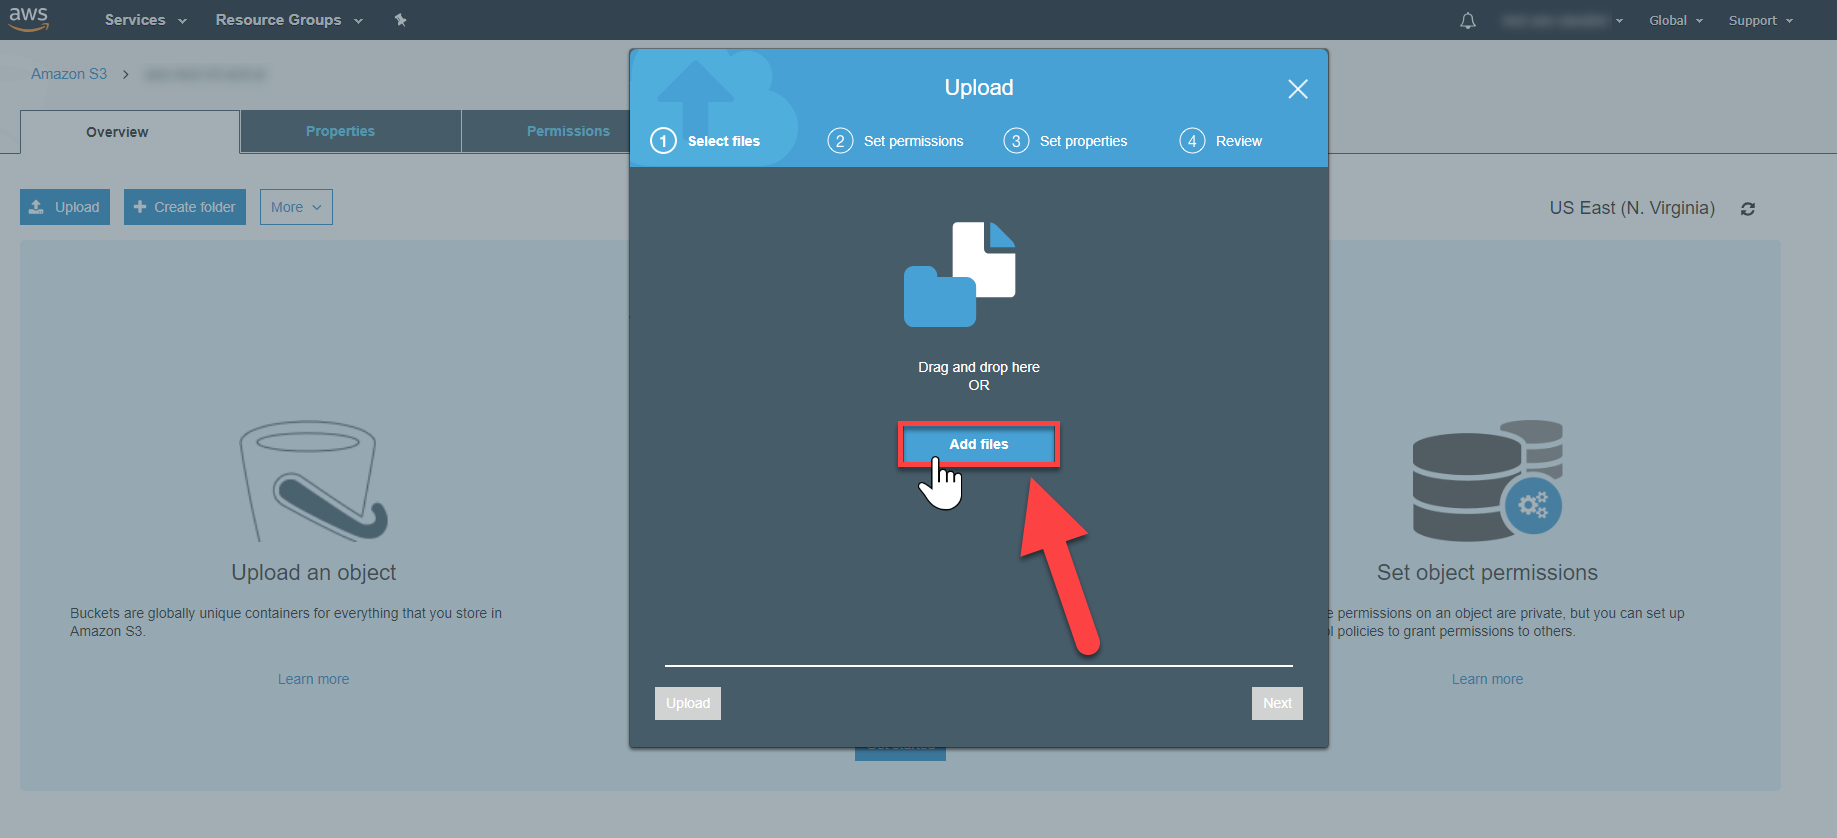 aws
Services
Resource Groups
Global
Support
Amazon S3
Overview
Properties
Permissions
Upload
Create folder
More
US East (N. Virginia)
Upload an object
Buckets are globally unique containers for everything that you store in
Amazon S3.
Learn more
Upload
1 Select files
2 Set permissions
3 Set properties
4 Review
Drag and drop here
OR
Add files
Upload
Next
Set object permissions
permissions on an object are private, but you can set up
policies to grant permissions to others.
Learn more